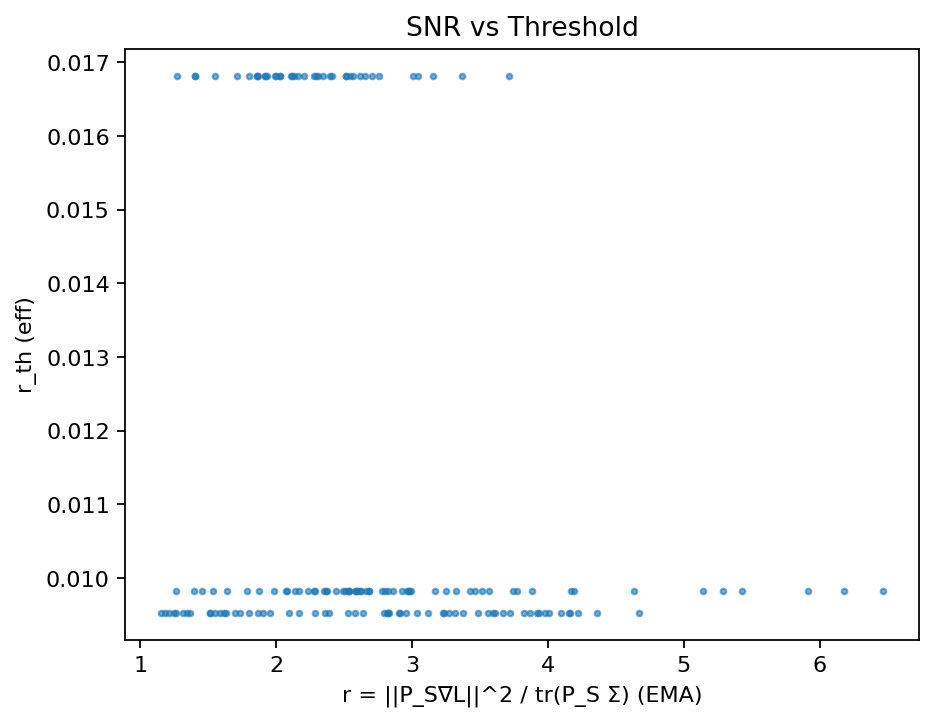 SNR vs Threshold
0.017
0.016
0.015
0.014
0.013
0.012
0.011
0.010
r_th (eff)
1 2 3 4 5 6
r = ||P_S∇L||^2 / tr(P_S Σ) (EMA)